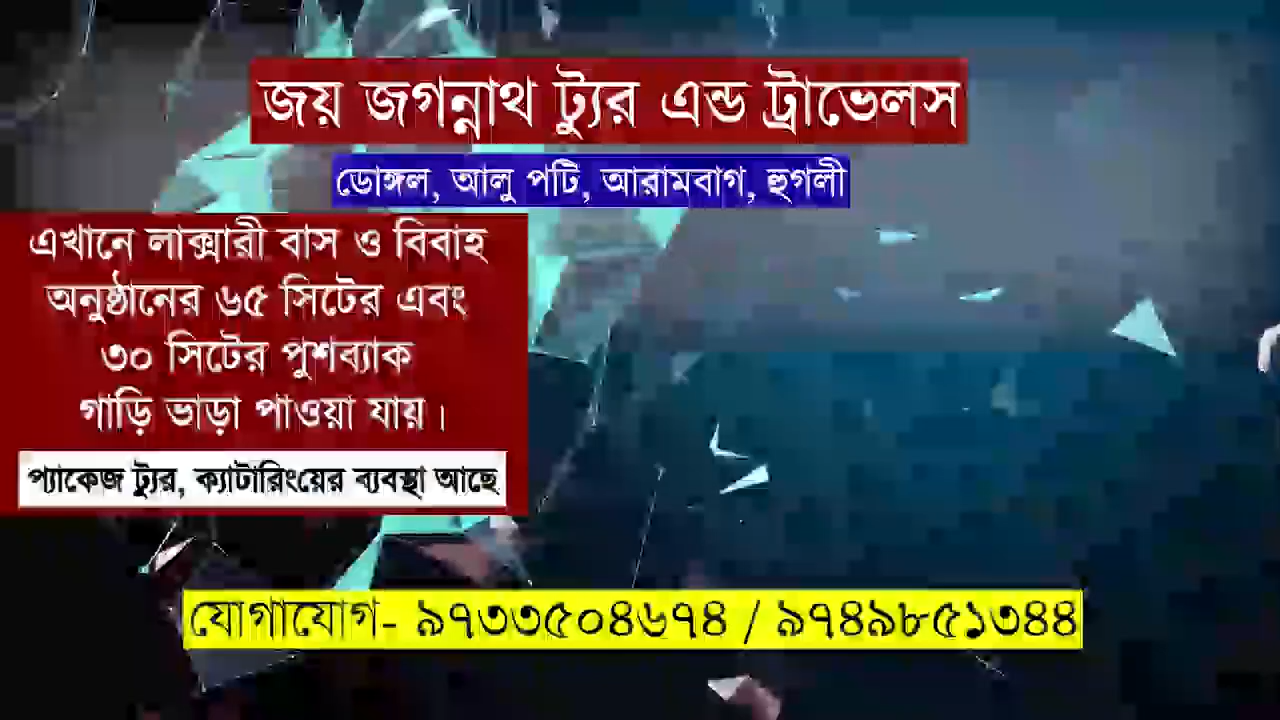 জয় জগন্নাথ ট্যুর এন্ড ট্রাভেলস
ডোঙ্গল, আলু পটি, আরামবাগ, হুগলী
এখানে লাক্সারী বাস ও বিবাহ
অনুষ্ঠানের ৬৫ সিটের এবং
৩০ সিটের পুশব্যাক
গাড়ি ভাড়া পাওয়া যায়।
প্যাকেজ ট্যুর, ক্যাটারিংয়ের ব্যবস্থা আছে
যোগাযোগ- ৯৭৩৩৫০৪৬৭৪ / ৯৭৪৯৮৫১৩৪৪